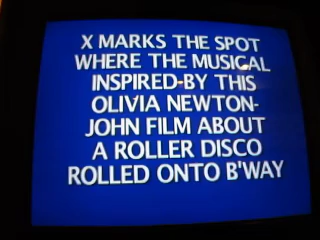 X MARKS THE SPOT
WHERE THE MUSICAL
INSPIRED BY THIS
OLIVIA NEWTON-
JOHN FILM ABOUT
A ROLLER DISCO
ROLLED ONTO B'WAY